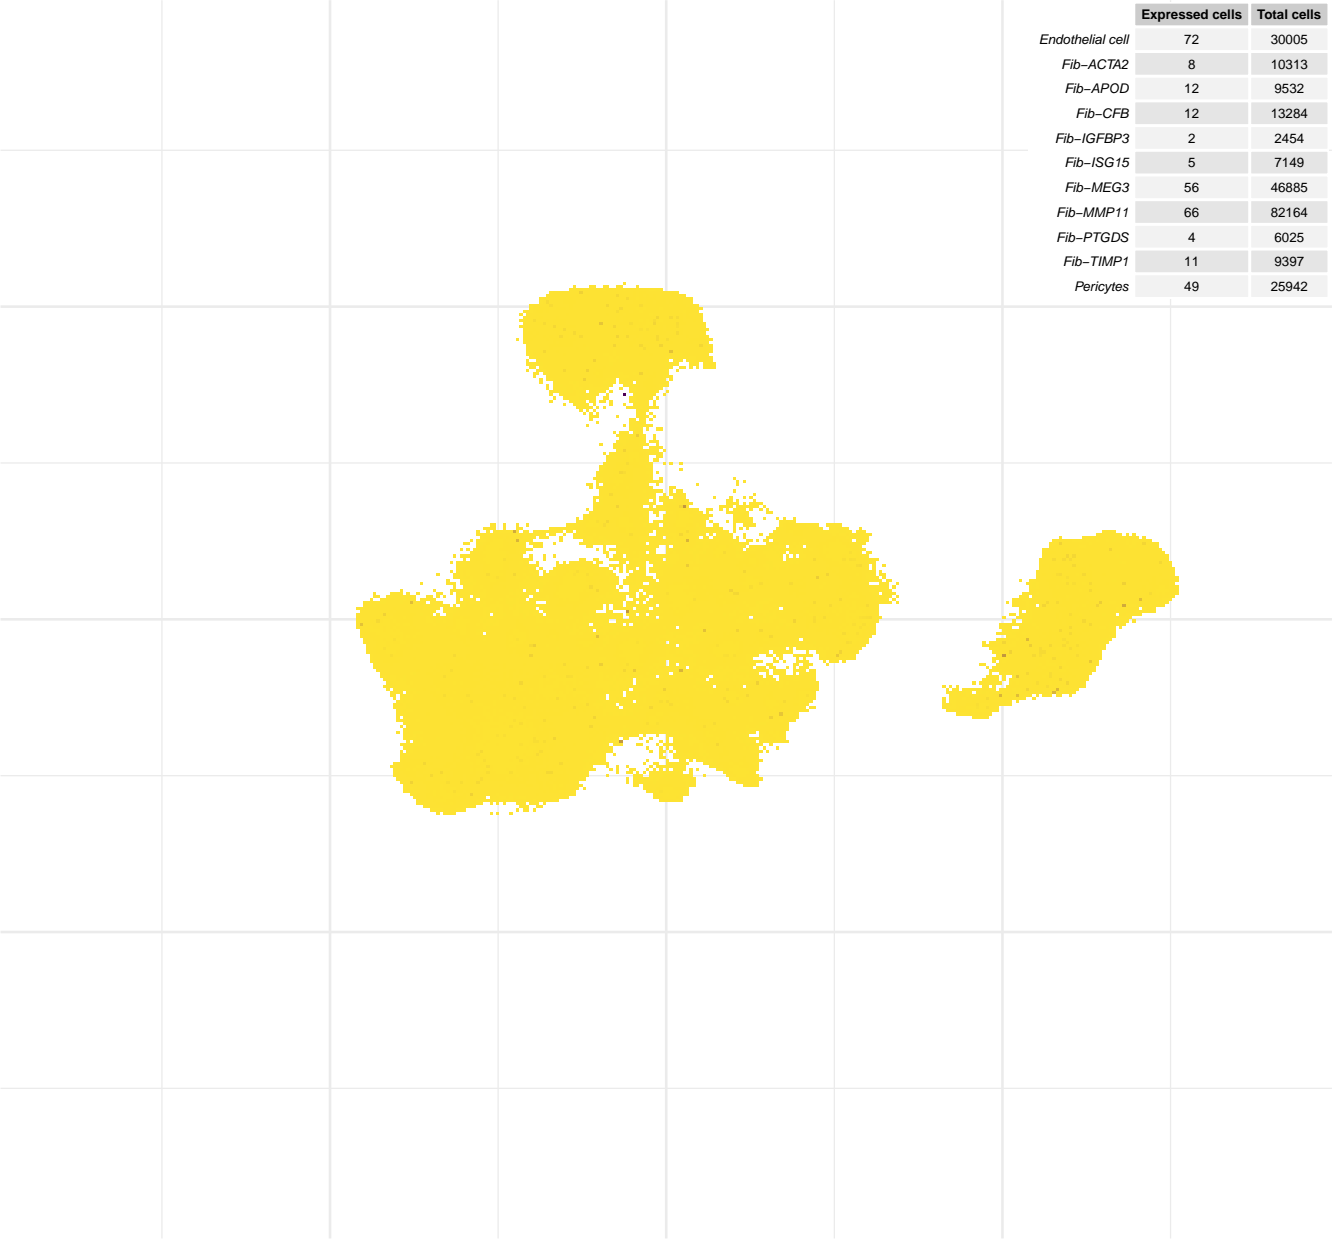 Expressed cells Total cells
Endothelial cell 72 30005
Fib−ACTA2 8 10313
Fib−APOD 12 9532
Fib−CFB 12 13284
Fib−IGFBP3 2 2454
Fib−ISG15 5 7149
Fib−MEG3 56 46885
Fib−MMP11 66 82164
Fib−PTGDS 4 6025
Fib−TIMP1 11 9397
Pericytes 49 25942